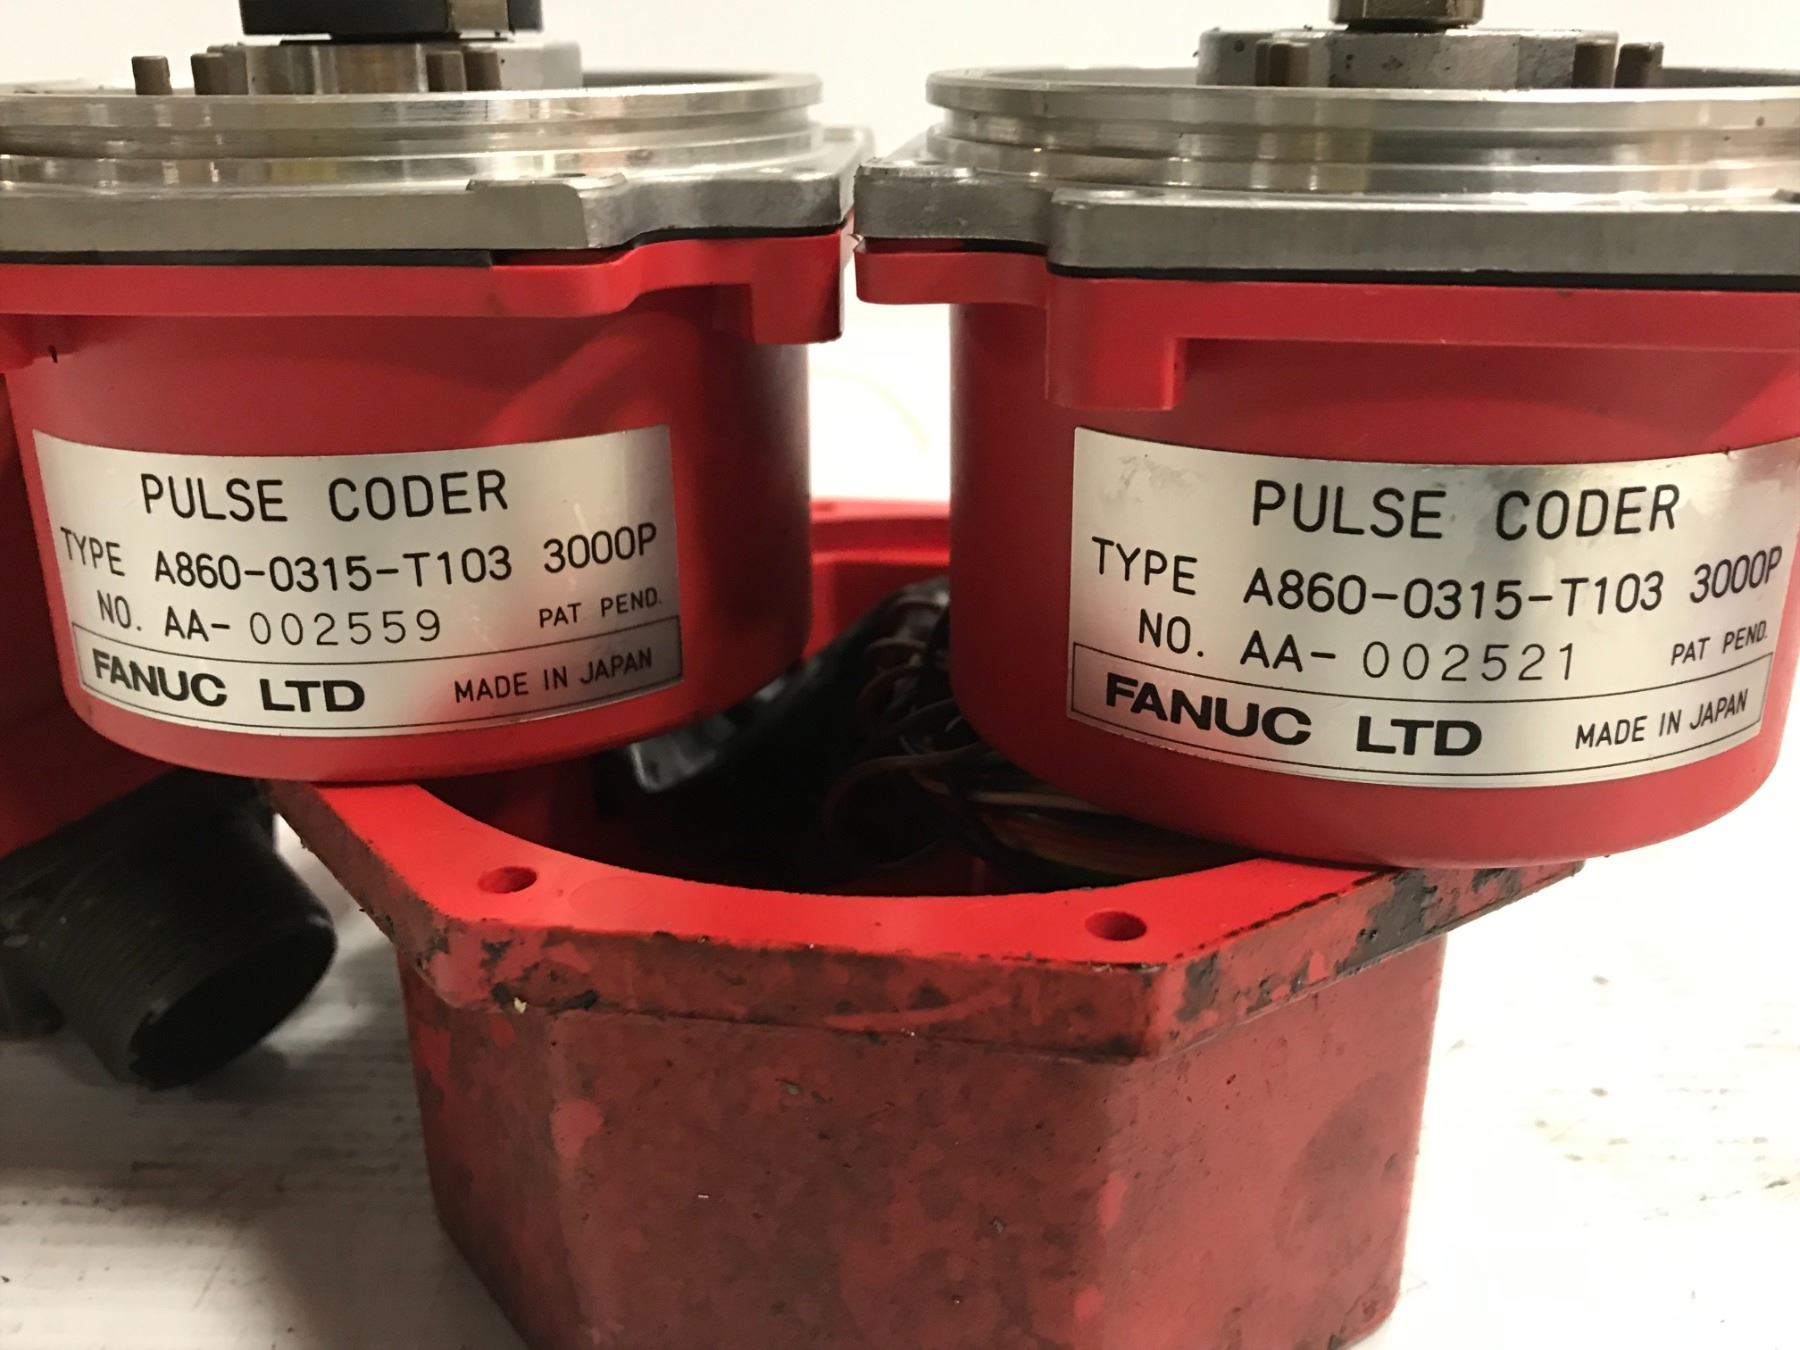 PULSE CODER
TYPE A860-0315-T103 3000P
NO. AA-002559 PAT PEND.
FANUC LTD MADE IN JAPAN
PULSE CODER
TYPE A860-0315-T103 3000P
NO. AA-002521 PAT PEND.
FANUC LTD MADE IN JAPAN